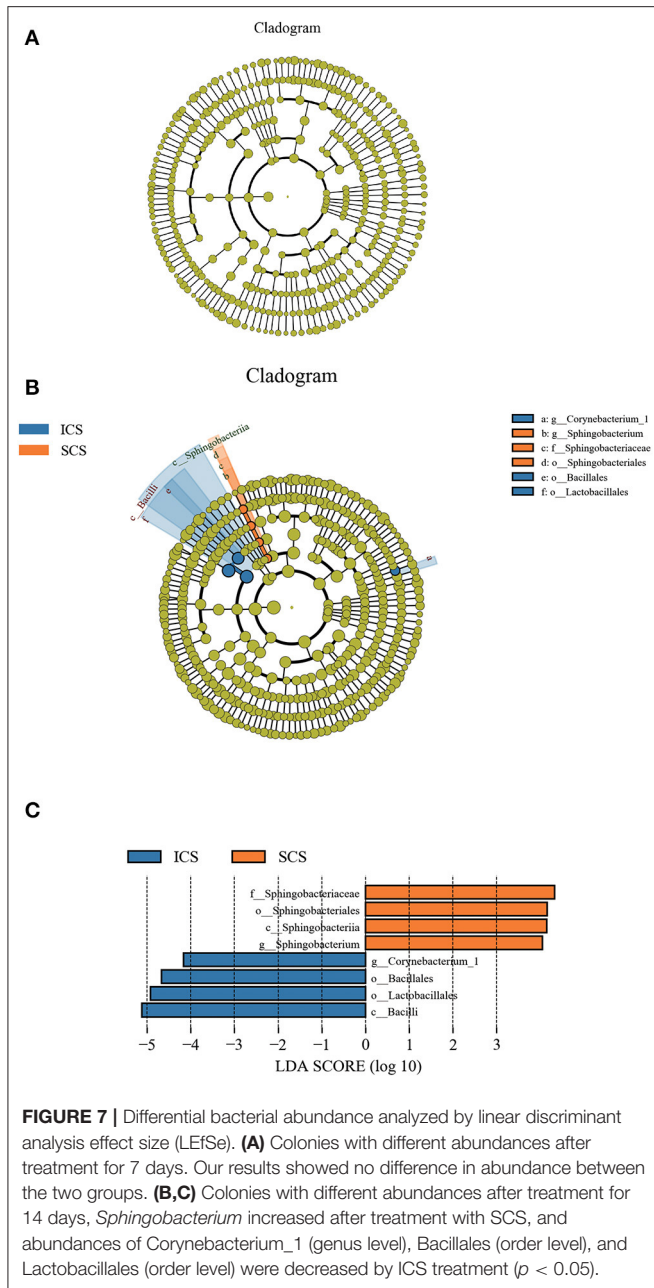 A
Cladogram
B
Cladogram
ICS
SCS
c__Sphingobacteriia
d
c
b
c__Bacilli
e
f
a
a: g__Corynebacterium_1
b: g__Sphingobacterium
c: f__Sphingobacteriaceae
d: o__Sphingobacteriales
e: o__Bacillales
f: o__Lactobacillales
C
ICS SCS
f__Sphingobacteriaceae
o__Sphingobacteriales
c__Sphingobacteriia
g__Sphingobacterium
g__Corynebacterium_1
o__Bacillales
o__Lactobacillales
c__Bacilli
−5 −4 −3 −2 −1 0 1 2 3
LDA SCORE (log 10)
FIGURE 7 | Differential bacterial abundance analyzed by linear discriminant
analysis effect size (LEfSe). (A) Colonies with different abundances after
treatment for 7 days. Our results showed no difference in abundance between
the two groups. (B,C) Colonies with different abundances after treatment for
14 days, Sphingobacterium increased after treatment with SCS, and
abundances of Corynebacterium_1 (genus level), Bacillales (order level), and
Lactobacillales (order level) were decreased by ICS treatment (p < 0.05).